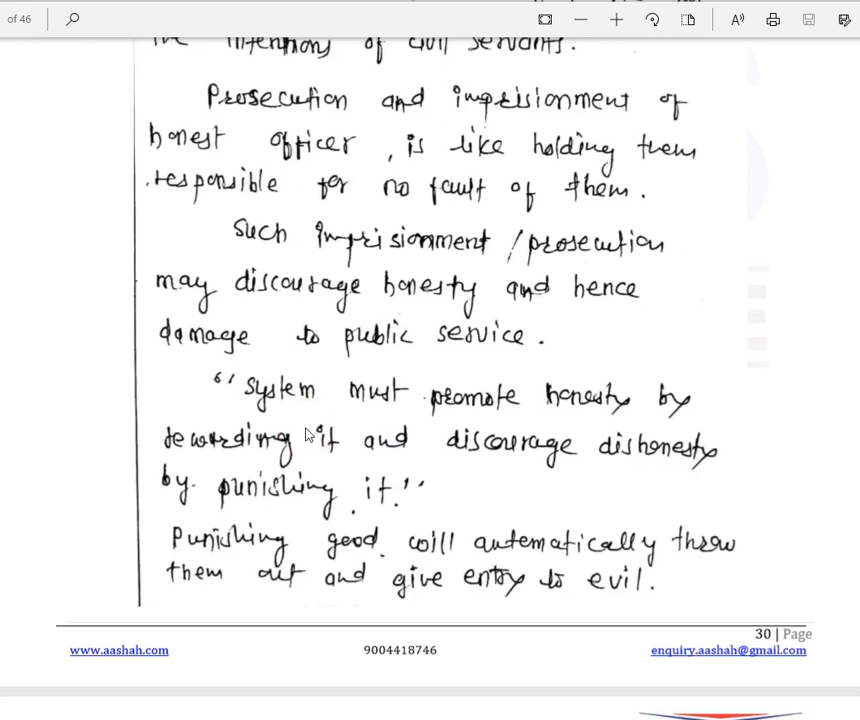 of 46
the intentions of civil servants.
Prosecution and imprisionment of
honest officer, is like holding them
responsible for no fault of them.
Such imprisionment / prosecution
may discourage honesty and hence
damage to public service.
"System must promote honesty by
rewarding it and discourage dishonesty
by punishing it."
Punishing good will automatically throw
them out and give entry to evil.
30 | Page
www.aashah.com 9004418746 enquiry.aashah@gmail.com